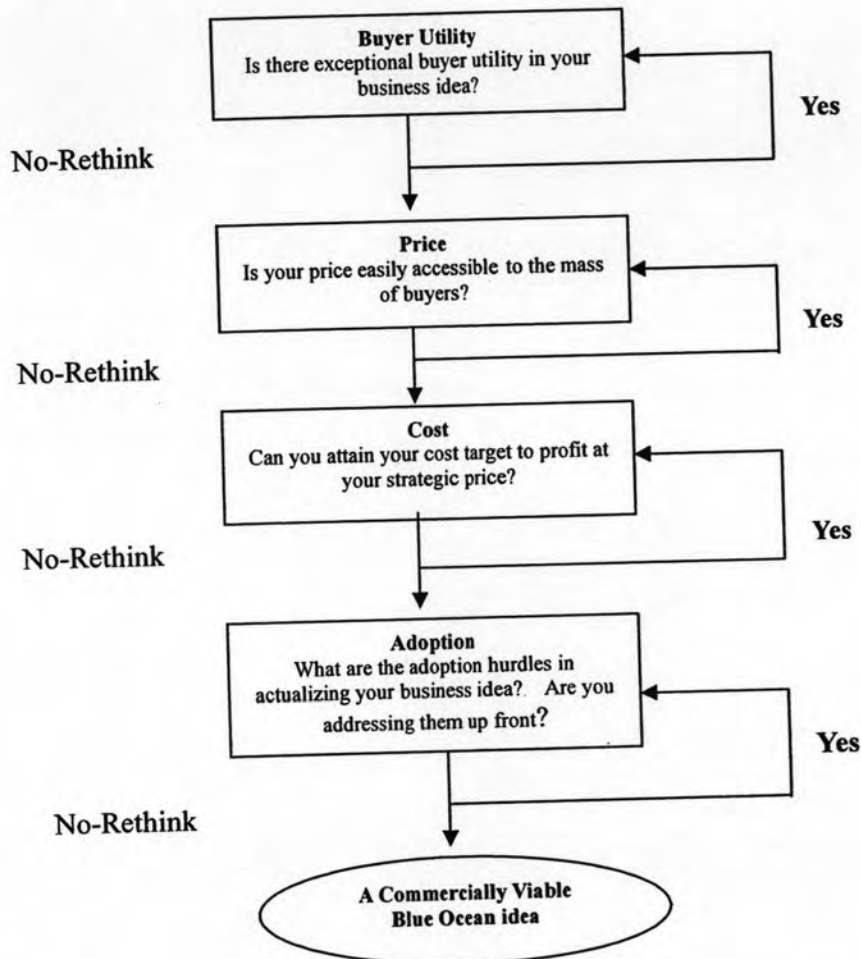 Buyer Utility
Is there exceptional buyer utility in your
business idea?
Yes
No-Rethink
Price
Is your price easily accessible to the mass
of buyers?
Yes
No-Rethink
Cost
Can you attain your cost target to profit at
your strategic price?
Yes
No-Rethink
Adoption
What are the adoption hurdles in
actualizing your business idea? Are you
addressing them up front?
Yes
No-Rethink
A Commercially Viable
Blue Ocean idea